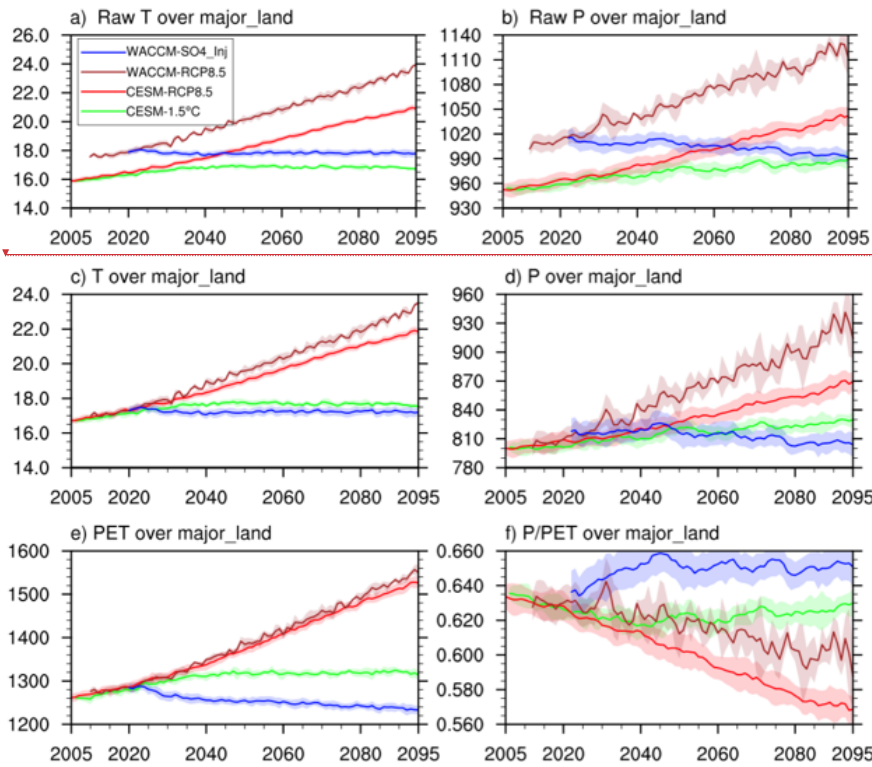 a) Raw T over major_land
26.0
24.0
22.0
20.0
18.0
16.0
14.0
WACCM-SO4_Inj
WACCM-RCP8.5
CESM-RCP8.5
CESM-1.5ºC
2005 2020 2040 2060 2080 2095
b) Raw P over major_land
1140
1110
1080
1050
1020
990
960
930
2005 2020 2040 2060 2080 2095
c) T over major_land
24.0
22.0
20.0
18.0
16.0
14.0
2005 2020 2040 2060 2080 2095
d) P over major_land
960
930
900
870
840
810
780
2005 2020 2040 2060 2080 2095
e) PET over major_land
1600
1500
1400
1300
1200
2005 2020 2040 2060 2080 2095
f) P/PET over major_land
0.660
0.640
0.620
0.600
0.580
0.560
2005 2020 2040 2060 2080 2095